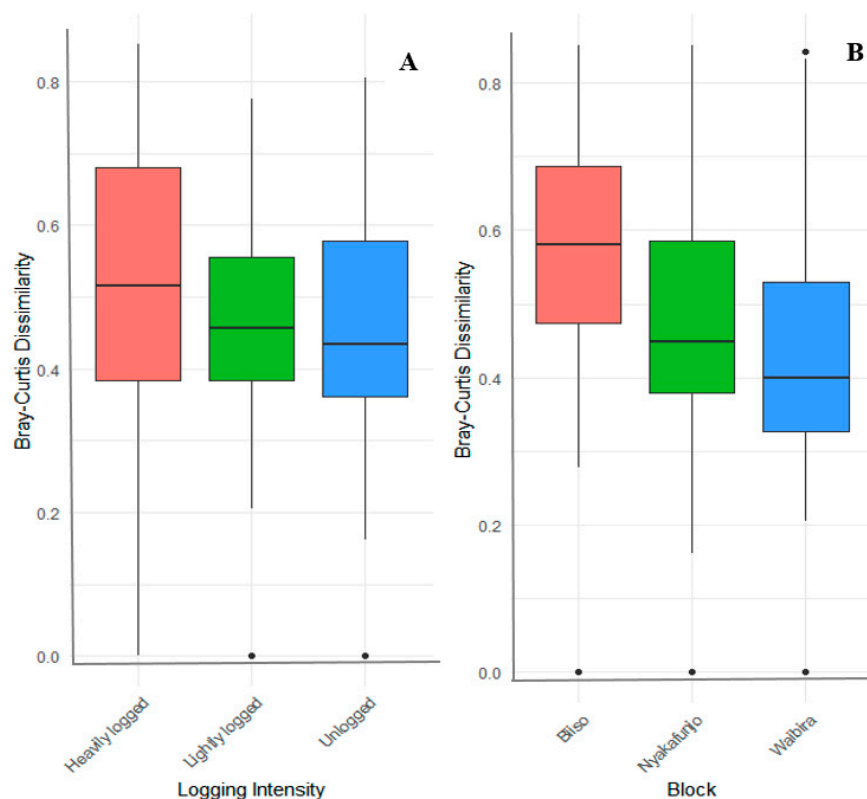 A
Bray-Curtis Dissimilarity
0.8
0.6
0.4
0.2
0.0
Heavily logged
Lightly logged
Unlogged
Logging Intensity
B
Bray-Curtis Dissimilarity
0.8
0.6
0.4
0.2
0.0
Biiso
Nyakafunjo
Waibira
Block